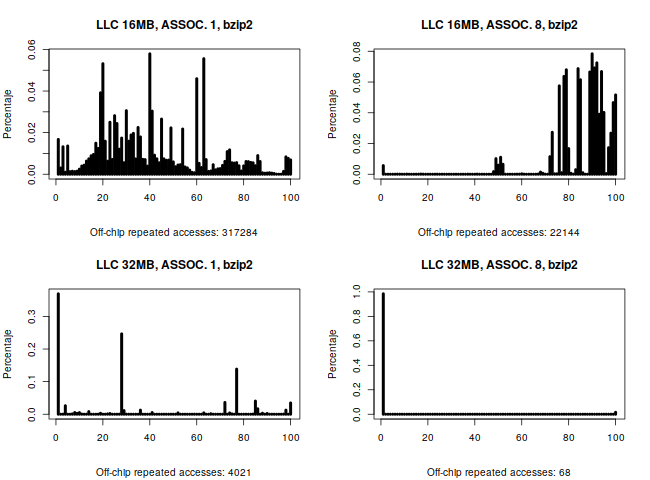 LLC 16MB, ASSOC. 1, bzip2
Percentaje
0.00 0.02 0.04 0.06
0 20 40 60 80 100
Off-chip repeated accesses: 317284
LLC 16MB, ASSOC. 8, bzip2
Percentaje
0.00 0.02 0.04 0.06 0.08
0 20 40 60 80 100
Off-chip repeated accesses: 22144
LLC 32MB, ASSOC. 1, bzip2
Percentaje
0.0 0.1 0.2 0.3
0 20 40 60 80 100
Off-chip repeated accesses: 4021
LLC 32MB, ASSOC. 8, bzip2
Percentaje
0.0 0.2 0.4 0.6 0.8 1.0
0 20 40 60 80 100
Off-chip repeated accesses: 68